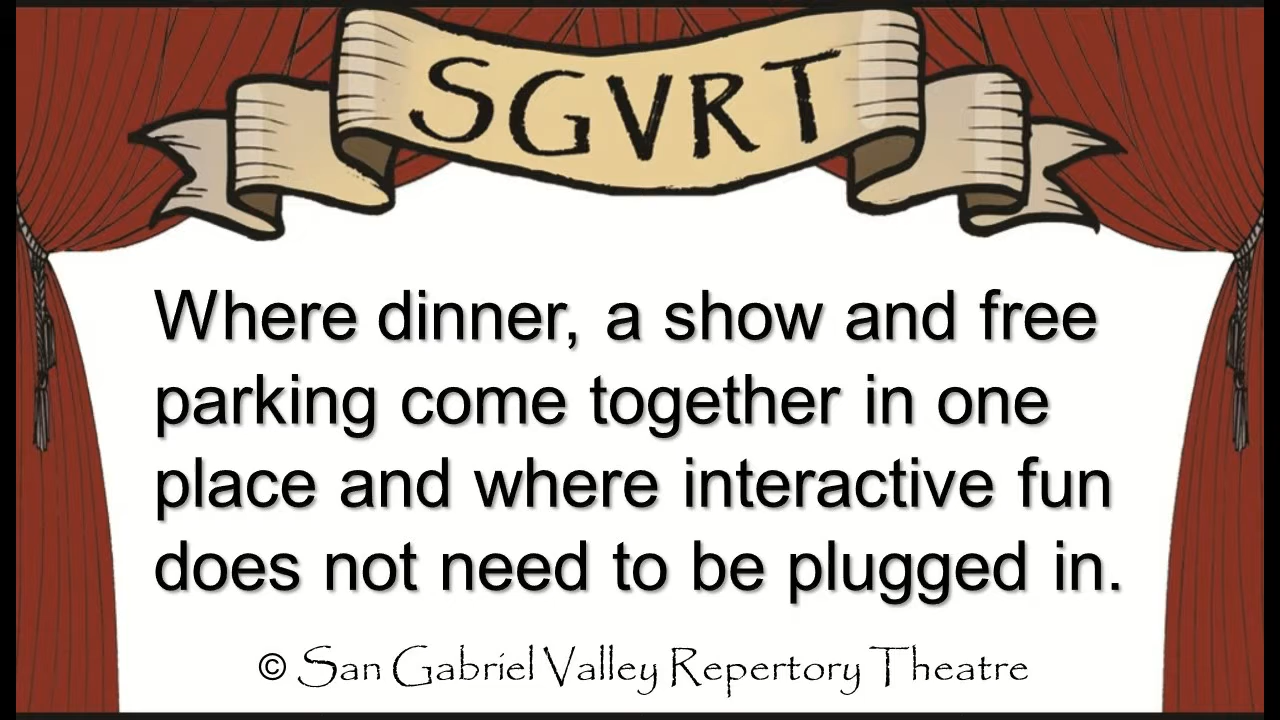 SGVRT
Where dinner, a show and free
parking come together in one
place and where interactive fun
does not need to be plugged in.
© San Gabriel Valley Repertory Theatre